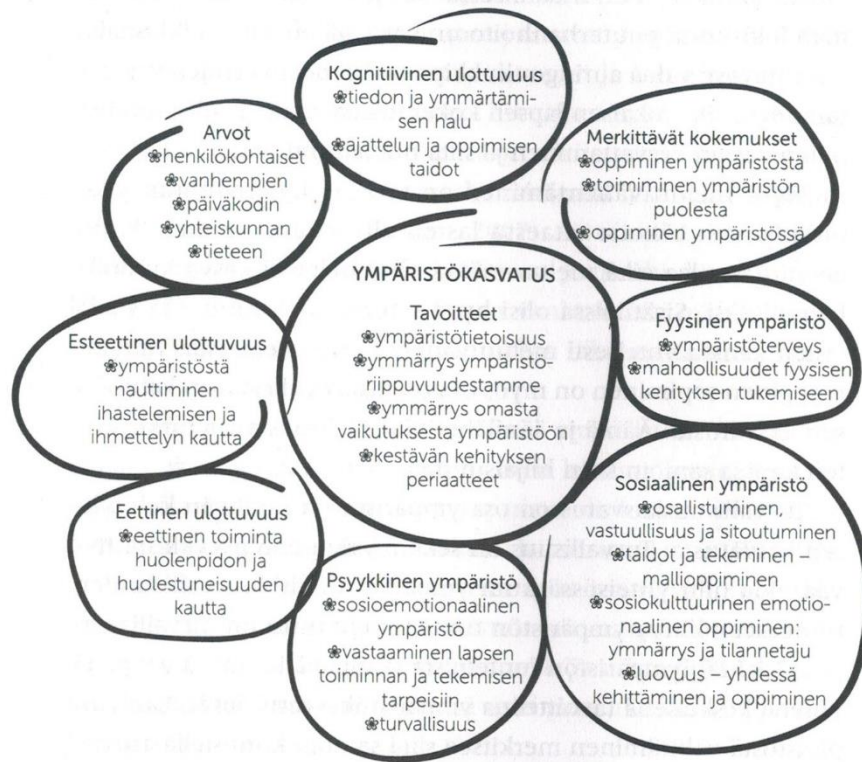 Kognitiivinen ulottuvuus
❀tiedon ja ymmärtämi-
sen halu
❀ajattelun ja oppimisen
taidot
Arvot
❀henkilökohtaiset
❀vanhempien
❀päiväkodin
❀yhteiskunnan
❀tieteen
Merkittävät kokemukset
❀oppiminen ympäristöstä
❀toimiminen ympäristön
puolesta
❀oppiminen ympäristössä
YMPÄRISTÖKASVATUS
Tavoitteet
❀ympäristötietoisuus
❀ymmärrys ympäristö-
riippuvuudestamme
❀ymmärrys omasta
vaikutuksesta ympäristöön
❀kestävän kehityksen
periaatteet
Esteettinen ulottuvuus
❀ympäristöstä
nauttiminen
ihastelemisen ja
ihmettelyn kautta
Fyysinen ympäristö
❀ympäristöterveys
❀mahdollisuudet fyysisen
kehityksen tukemiseen
Eettinen ulottuvuus
❀eettinen toiminta
huolenpidon ja
huolestuneisuuden
kautta
Psyykkinen ympäristö
❀sosioemotionaalinen
ympäristö
❀vastaaminen lapsen
toiminnan ja tekemisen
tarpeisiin
❀turvallisuus
Sosiaalinen ympäristö
❀osallistuminen,
vastuullisuus ja sitoutuminen
❀taidot ja tekeminen –
mallioppiminen
❀sosiokulttuurinen emotio-
naalinen oppiminen:
ymmärrys ja tilannetaju
❀luovuus – yhdessä
kehittäminen ja oppiminen